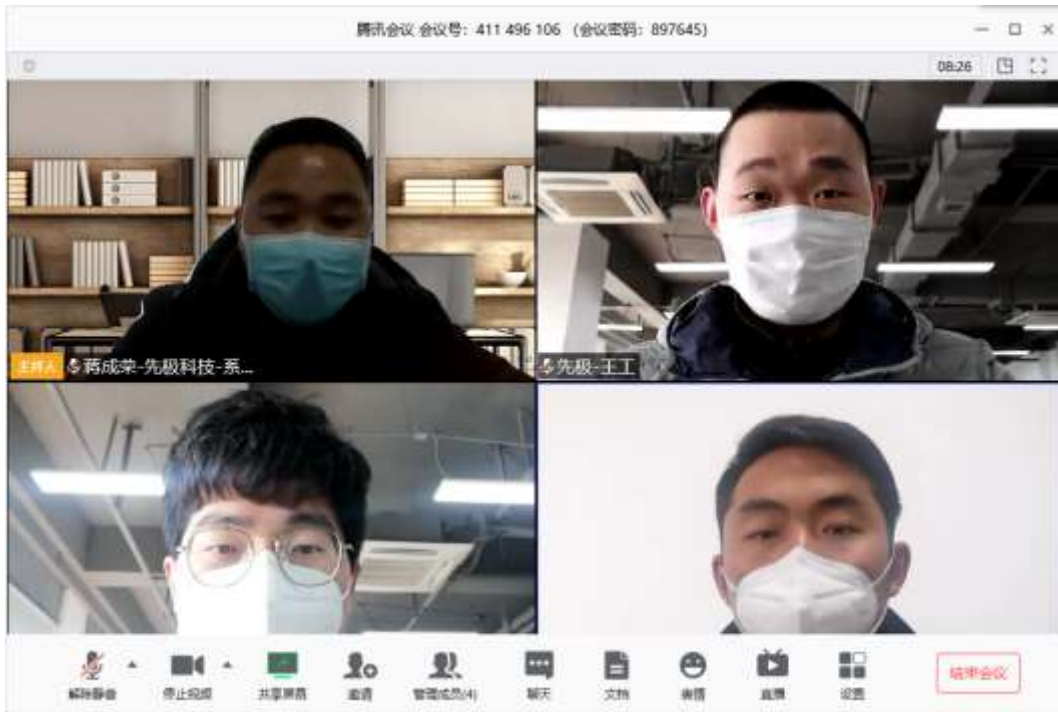 腾讯会议 会议号：411 496 106 （会议密码：897645）
08:26
主持人 蒋成荣-先极科技-系...
先极-王工
解除静音
停止视频
共享屏幕
邀请
管理成员(4)
聊天
文档
表情
直播
设置
结束会议